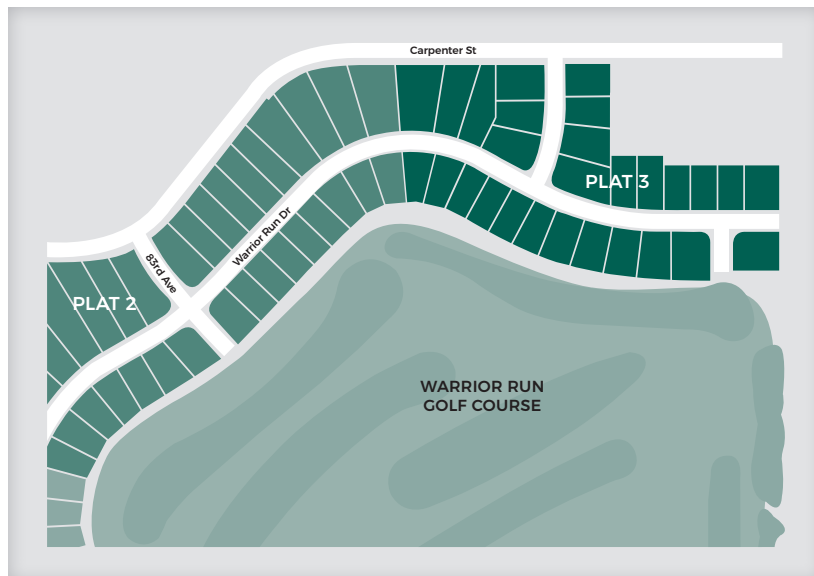 Carpenter St
PLAT 3
Warrior Run Dr
83rd Ave
PLAT 2
WARRIOR RUN
GOLF COURSE